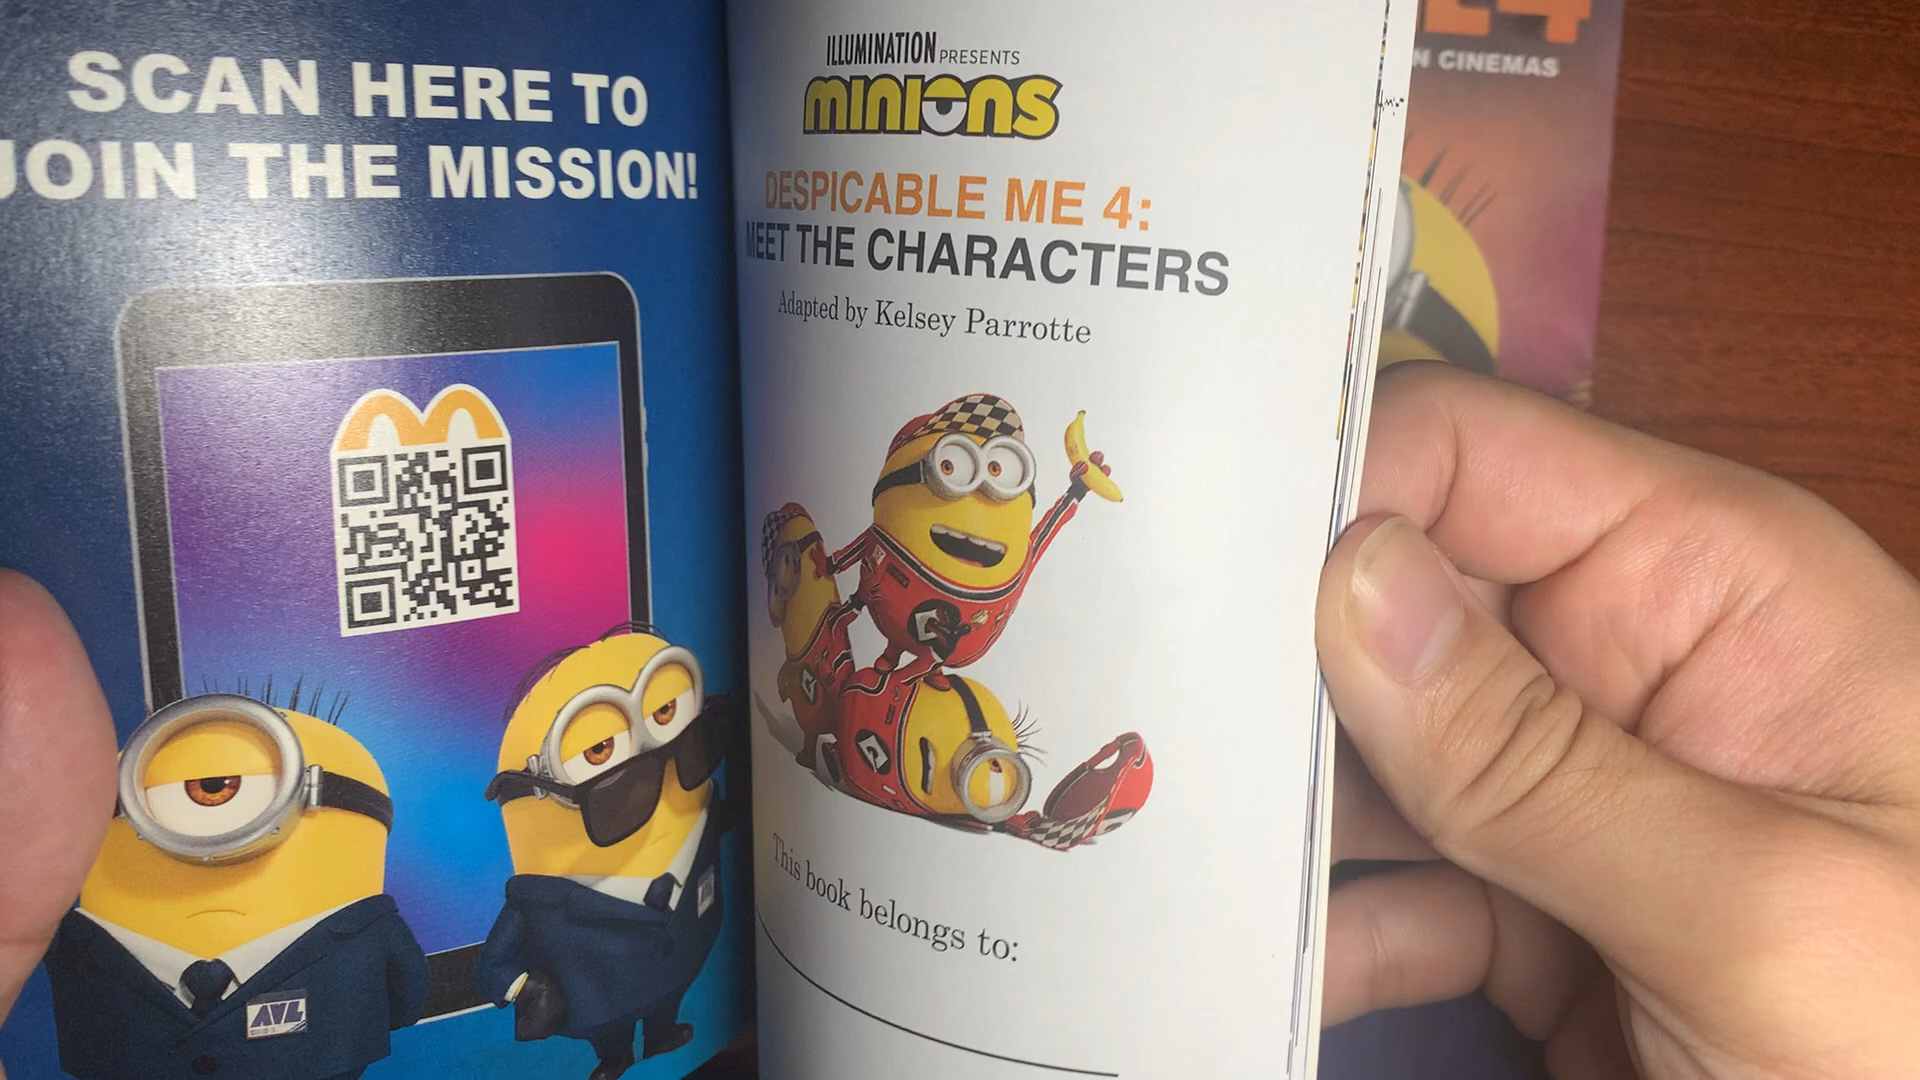 SCAN HERE TO
JOIN THE MISSION!
AVL
ILLUMINATION PRESENTS
minions
DESPICABLE ME 4:
MEET THE CHARACTERS
Adapted by Kelsey Parrotte
This book belongs to:
CINEMAS